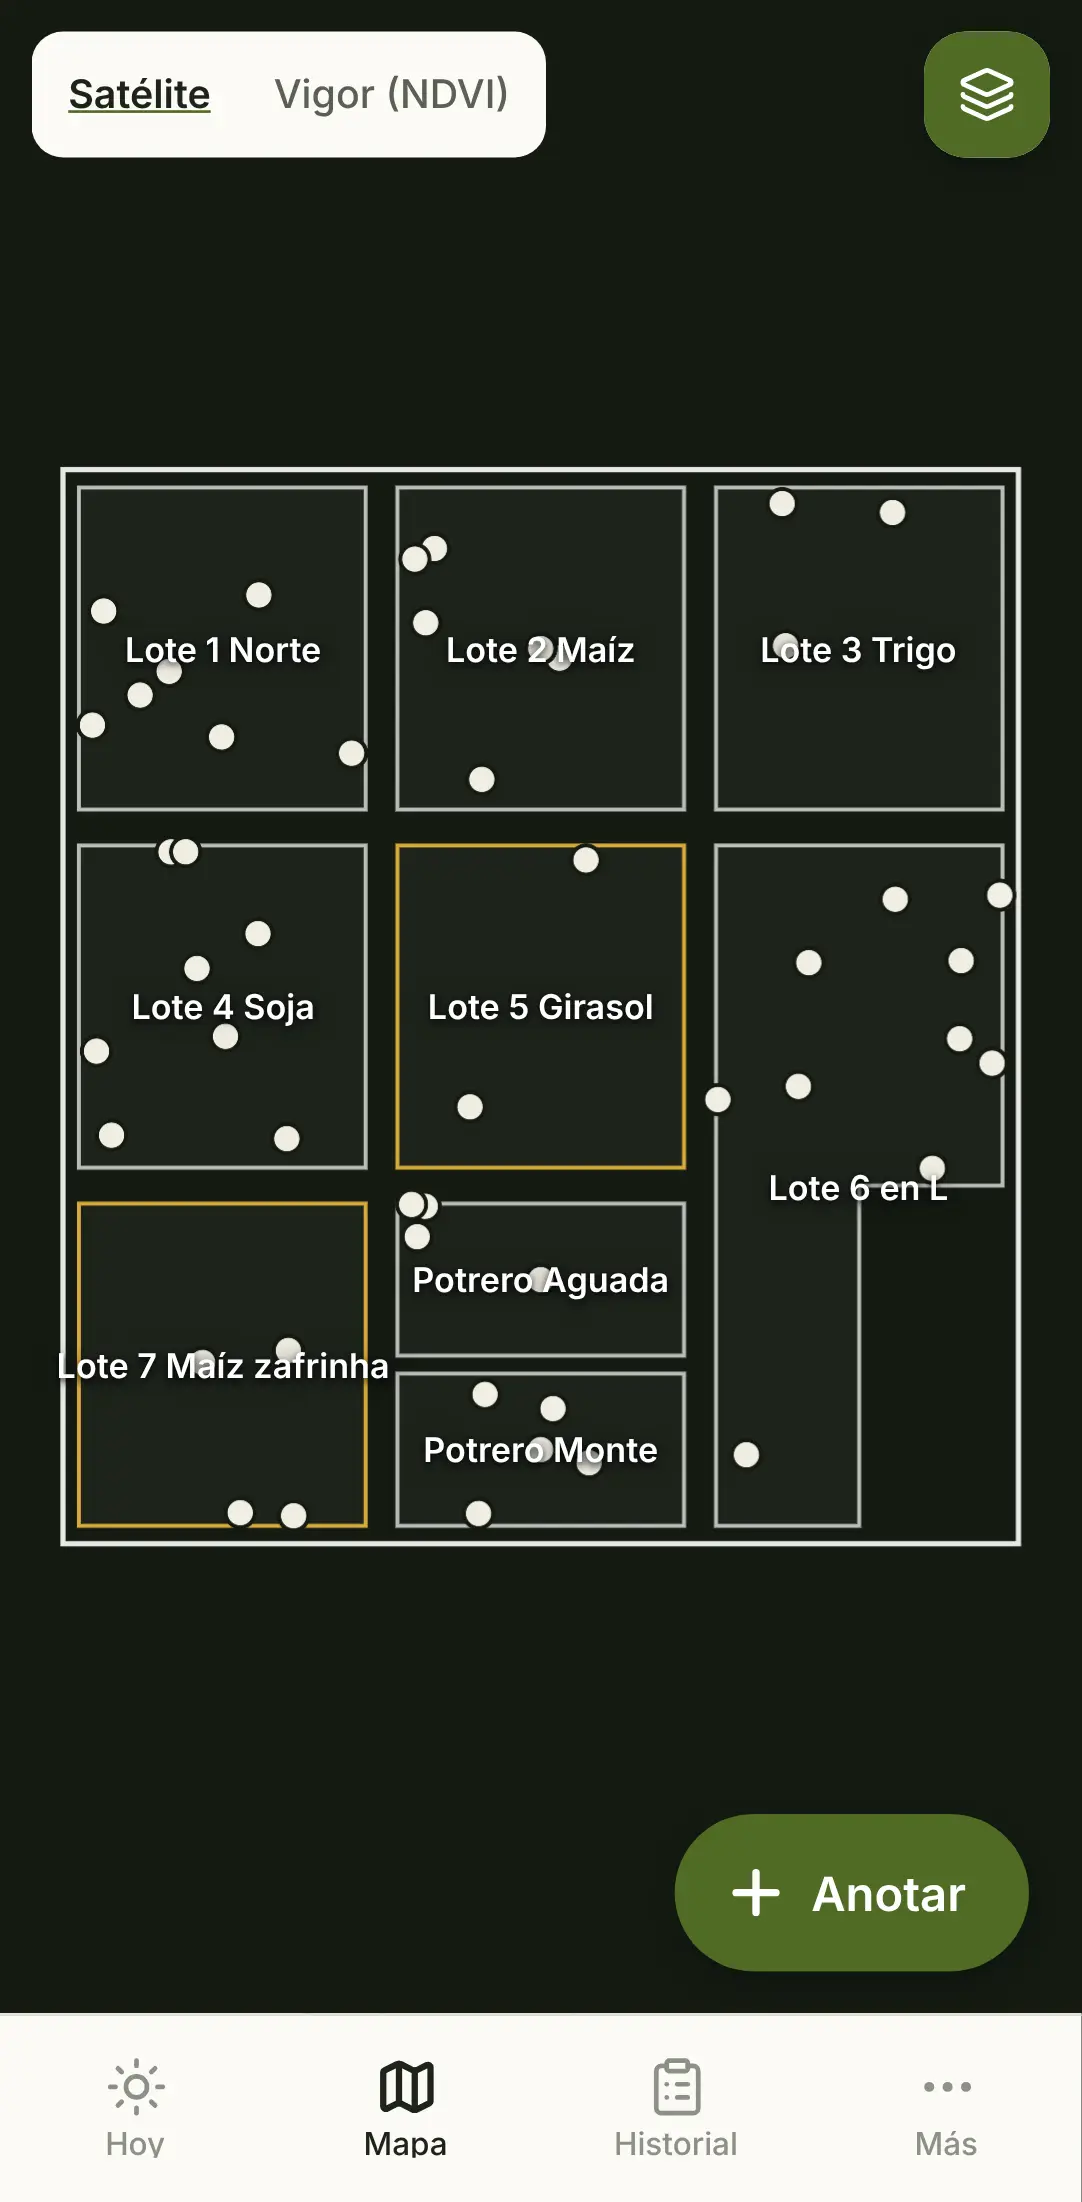 Satélite
Vigor (NDVI)
Lote 1 Norte
Lote 2 Maíz
Lote 3 Trigo
Lote 4 Soja
Lote 5 Girasol
Lote 6 en L
Potrero Aguada
Lote 7 Maíz zafrinha
Potrero Monte
Anotar
Hoy
Mapa
Historial
Más